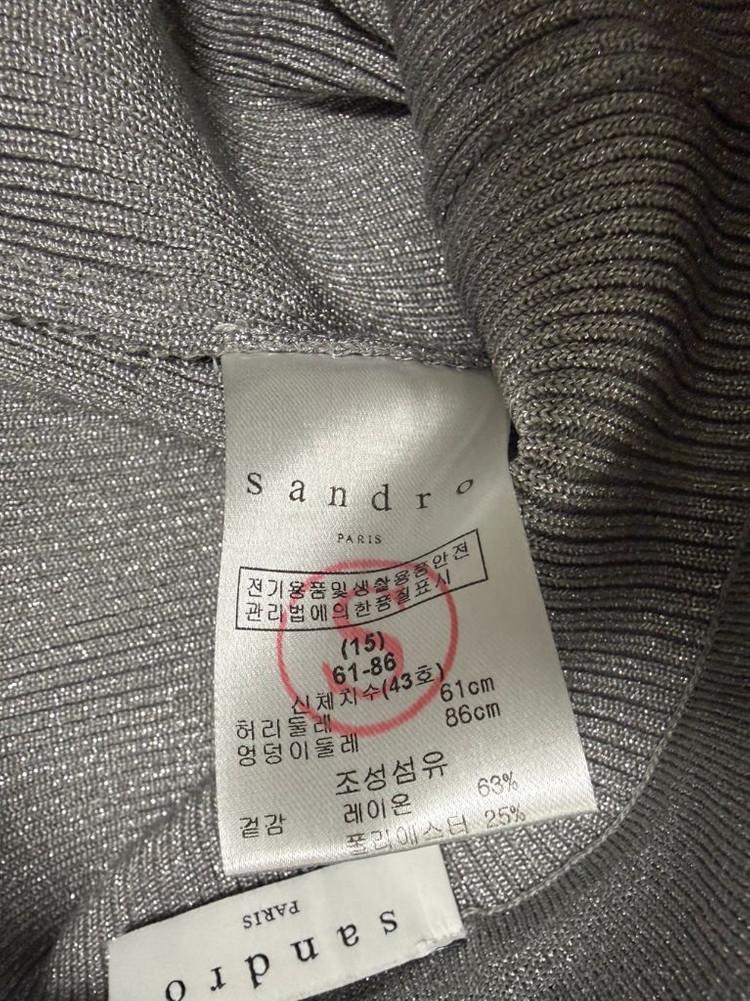 sandro
PARIS
전기용품및생활용품안전
관리법에의한품질표시
S
(15)
61-86
신체치수(43호)
허리둘레 61cm
엉덩이둘레 86cm
조성섬유
겉감 레이온 63%
폴리에스터 25%
sandro
PARIS